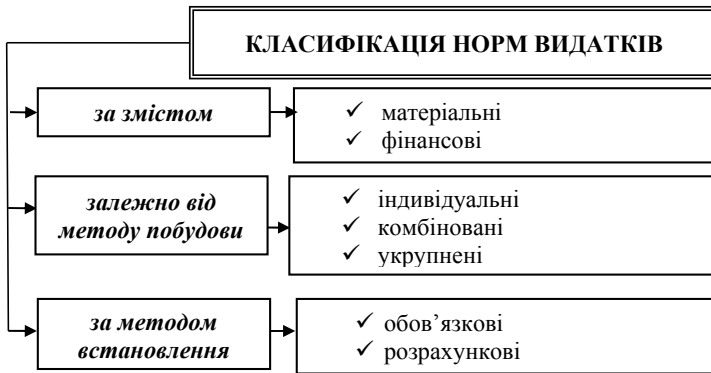 КЛАСИФІКАЦІЯ НОРМ ВИДАТКІВ
за змістом
✓ матеріальні
✓ фінансові
залежно від
методу побудови
✓ індивідуальні
✓ комбіновані
✓ укрупнені
за методом
встановлення
✓ обов’язкові
✓ розрахункові